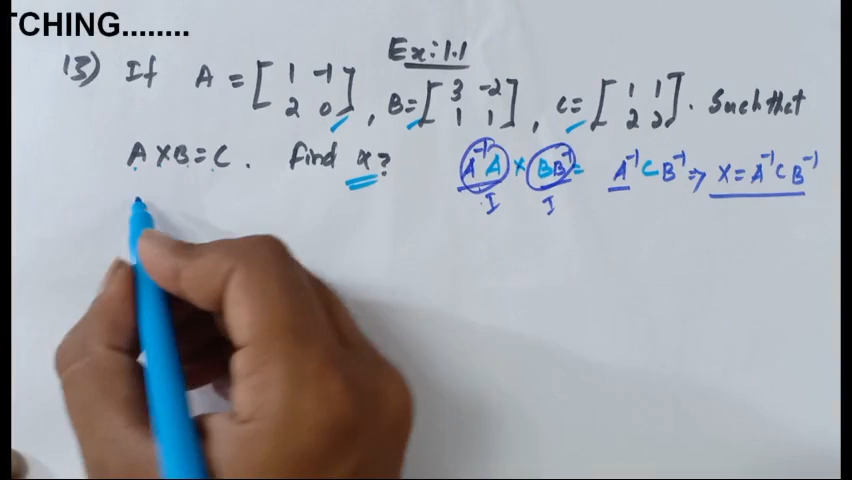 TCHING........
Ex:1.1
13) If A = [1 -1 2 0], B = [3 -2 1 1], C = [1 1 2 2]. Such that
A X B = C. Find x? A⁻¹A X BB⁻¹ = A⁻¹CB⁻¹ ⇒ X = A⁻¹CB⁻¹
I I